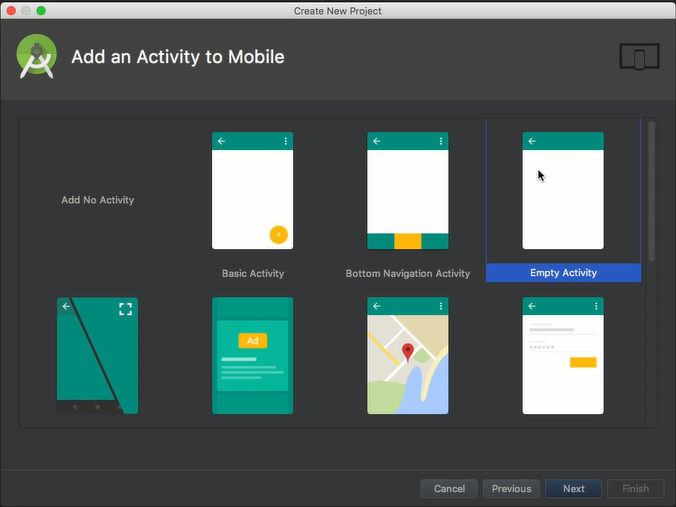 Create New Project
Add an Activity to Mobile
Add No Activity
Basic Activity
Bottom Navigation Activity
Empty Activity
Ad
Cancel
Previous
Next
Finish